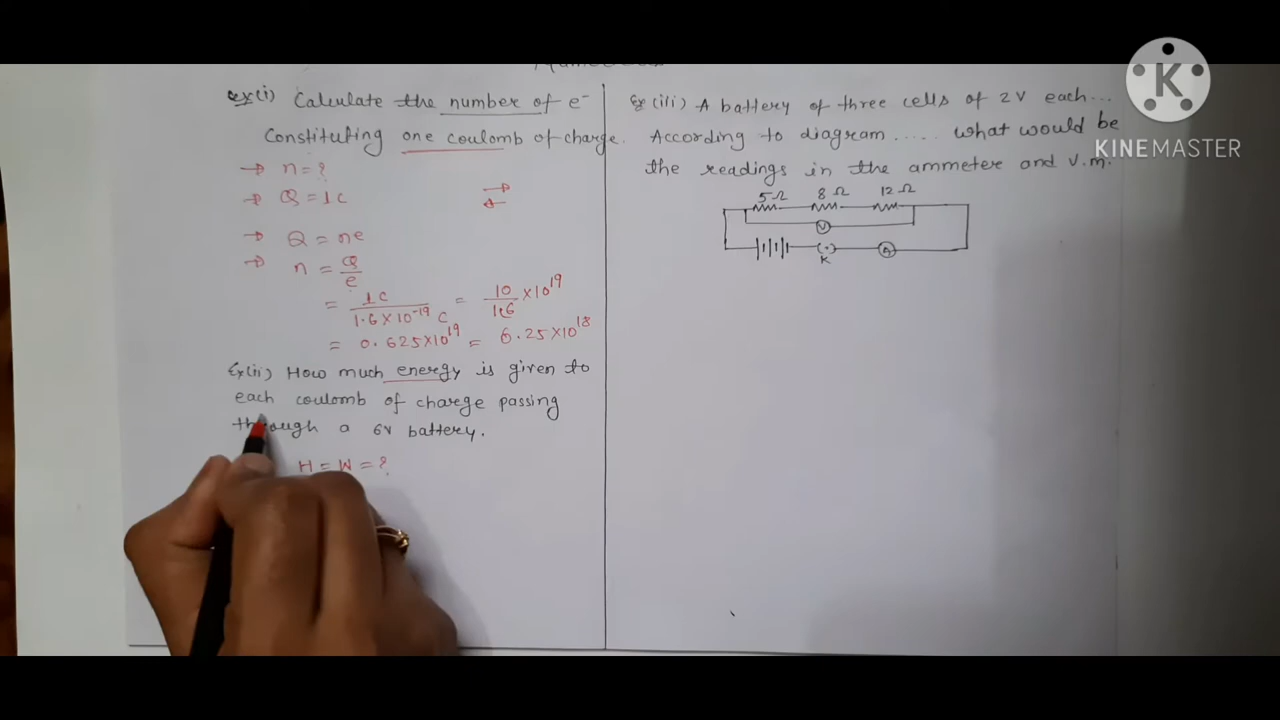 Ex(i) Calculate the number of e⁻
Constituting one coulomb of charge.
→ n = ?
→ Q = 1C
→ Q = ne
→ n = Q/e
= 1C / 1.6 × 10⁻¹⁹ C = 10/1.6 × 10¹⁹
= 0.625 × 10¹⁹ = 6.25 × 10¹⁸
Ex(ii) How much energy is given to
each coulomb of charge passing
through a 6V battery.
H = W = ?
Ex(iii) A battery of three cells of 2V each...
According to diagram ..... what would be
the readings in the ammeter and V.m.
5Ω 8Ω 12Ω
V
K A
K
KINEMASTER